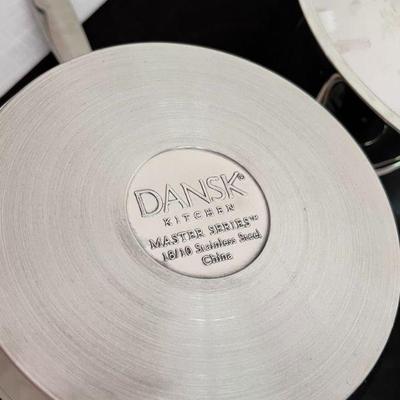 DANSK®
KITCHEN
MASTER SERIES™
18/10 Stainless Steel
China